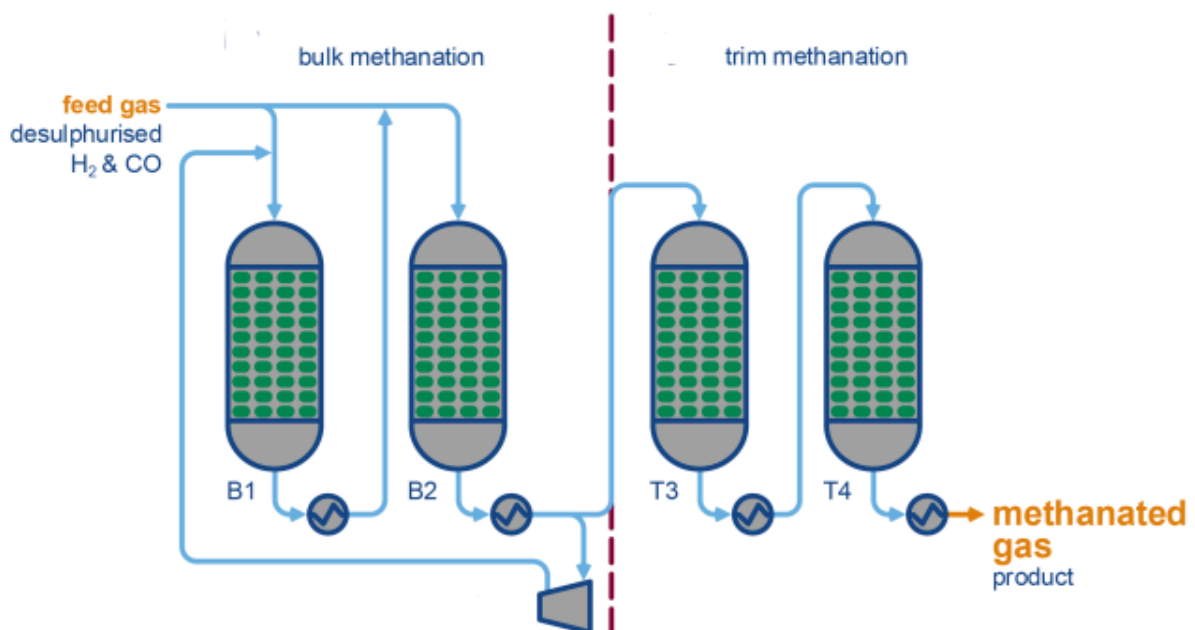 bulk methanation
trim methanation
feed gas
desulphurised
H₂ & CO
B1
B2
T3
T4
methanated
gas
product